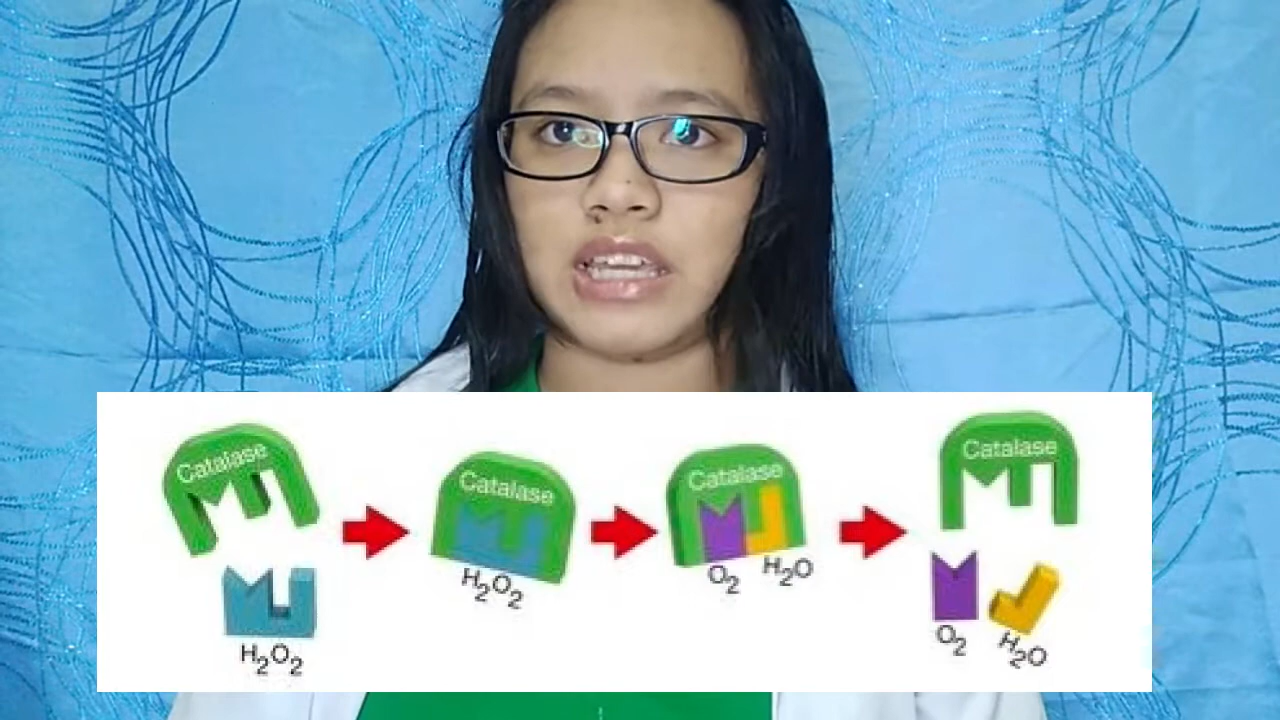 Catalase
H₂O₂
Catalase
H₂O₂
Catalase
O₂
H₂O
Catalase
O₂
H₂O